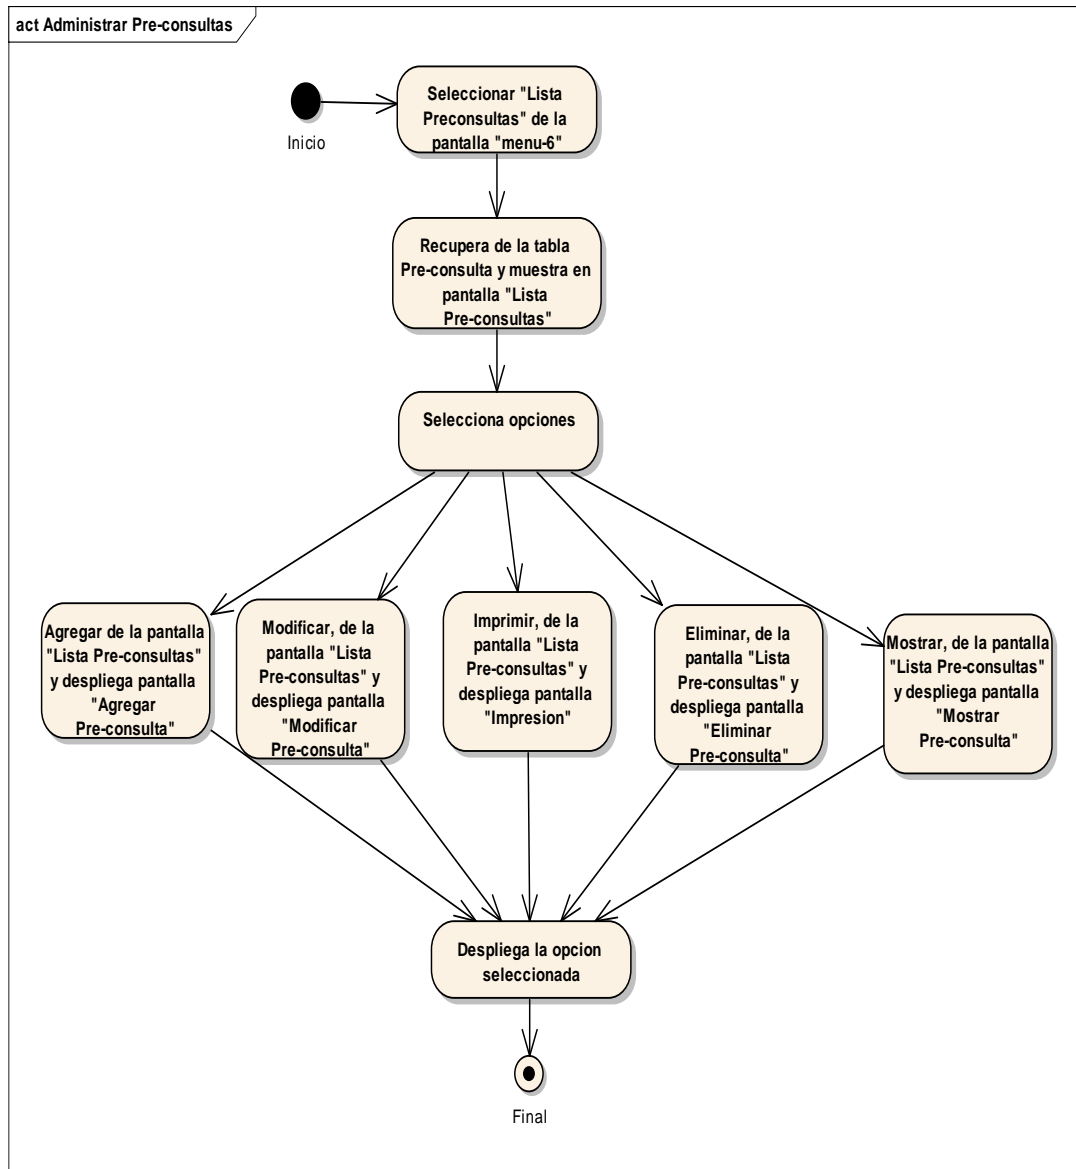 act Administrar Pre-consultas
Inicio
Seleccionar "Lista
Preconsultas" de la
pantalla "menu-6"
Recupera de la tabla
Pre-consulta y muestra en
pantalla "Lista
Pre-consultas"
Selecciona opciones
Agregar de la pantalla
"Lista Pre-consultas"
y despliega pantalla
"Agregar
Pre-consulta"
Modificar, de la
pantalla "Lista
Pre-consultas" y
despliega pantalla
"Modificar
Pre-consulta"
Imprimir, de la
pantalla "Lista
Pre-consultas" y
despliega pantalla
"Impresion"
Eliminar, de la
pantalla "Lista
Pre-consultas" y
despliega pantalla
"Eliminar
Pre-consulta"
Mostrar, de la pantalla
"Lista Pre-consultas"
y despliega pantalla
"Mostrar
Pre-consulta"
Despliega la opcion
seleccionada
Final